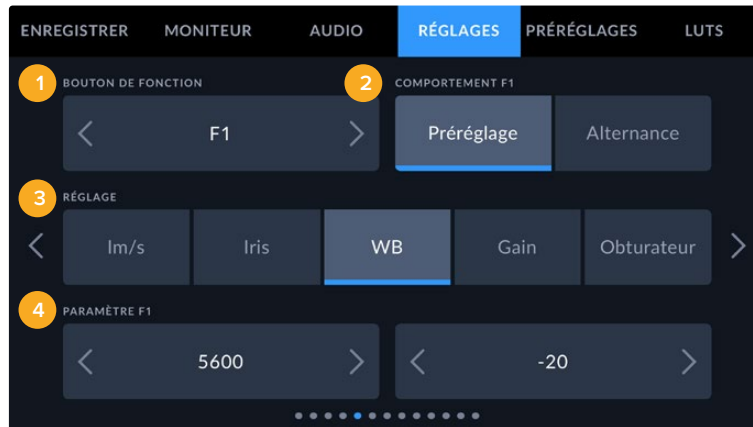 ENREGISTRER MONITEUR AUDIO RÉGLAGES PRÉRÉGLAGES LUTS
1 BOUTON DE FONCTION 2 COMPORTEMENT F1
F1 Préréglage Alternance
3 RÉGLAGE
Im/s Iris WB Gain Obturateur
4 PARAMÈTRE F1
5600 -20